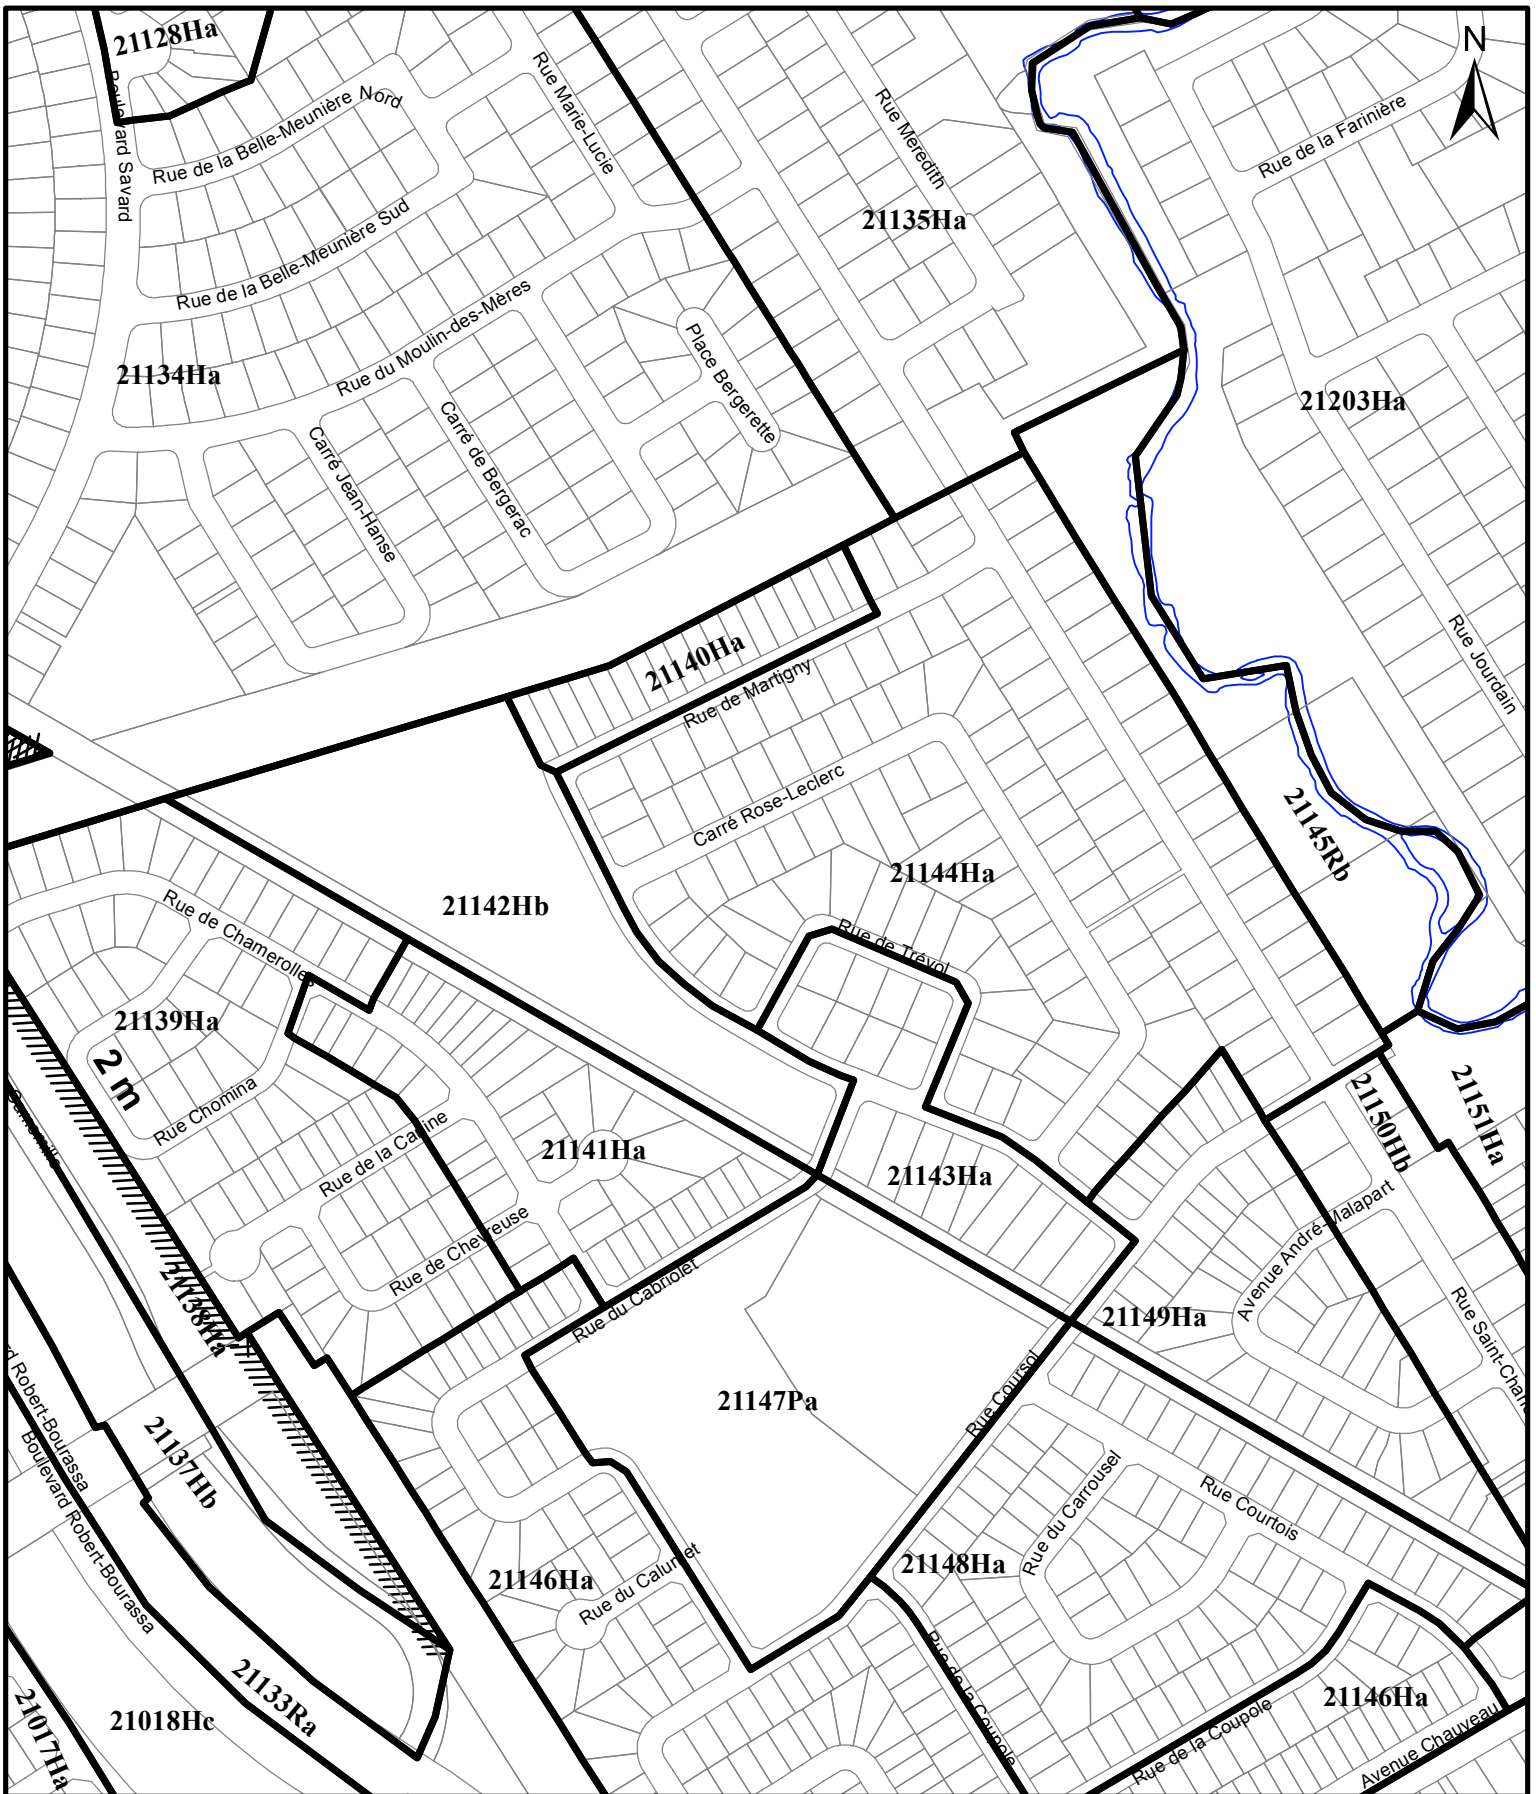 21128Ha
N
Boulevard Savard
Rue de la Belle-Meunière Nord
Rue Marie-Lucie
Rue Meredith
Rue de la Farinière
Rue de la Belle-Meunière Sud
21135Ha
Rue du Moulin-des-Mères
Place Bergerette
21134Ha
21203Ha
Carré Jean-Hanse
Carré de Bergerac
21140Ha
Rue de Martigny
Rue Jourdain
Carré Rose-Leclerc
21145Rb
21144Ha
21142Hb
Rue de Chamerolles
Rue de Trévol
21139Ha
2 m
Rue Chomina
21150Hb
21151Ha
Rue de la Cabine
21141Ha
21143Ha
Avenue André-Malapart
Rue de Chevreuse
21138Ha
Rue du Cabriolet
21149Ha
Rue Saint-Char
21147Pa
Rue Coursol
rd Robert-Bourassa
Boulevard Robert-Bourassa
21137Hb
Rue du Carrousel
Rue Courtois
21146Ha
Rue du Calumet
21148Ha
Rue de la Coupole
21133Ra
21018Hc
21017Ha
Rue de la Coupole
21146Ha
Avenue Chauveau